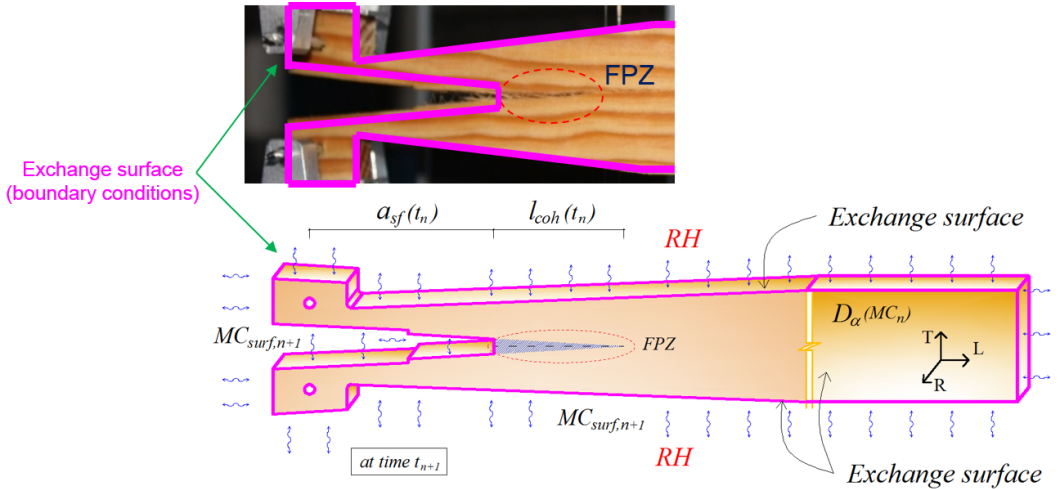 FPZ
Exchange surface
(boundary conditions)
a_sf(t_n)
l_coh(t_n)
RH
Exchange surface
D_α(MC_n)
T
L
R
MC_surf,n+1
FPZ
MC_surf,n+1
at time t_n+1
RH
Exchange surface